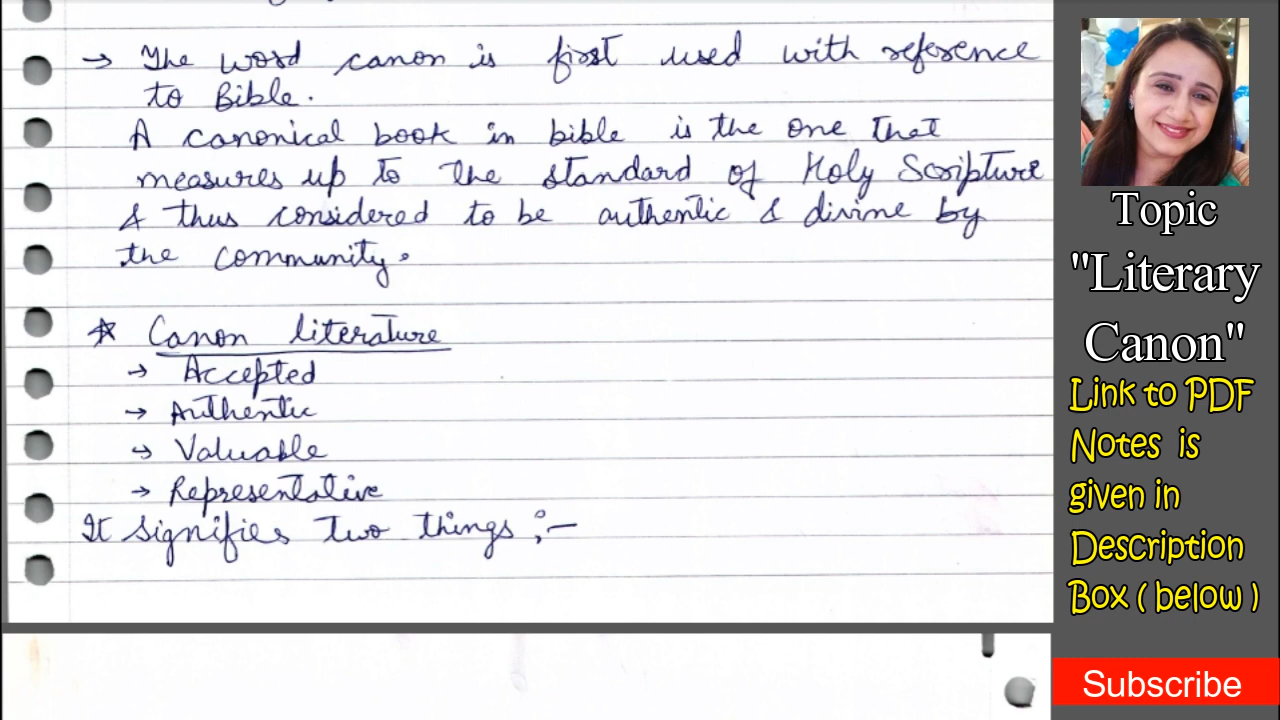 → The word canon is first used with reference
to Bible.
A canonical book in bible is the one that
measures up to the standard of Holy Scripture
& thus considered to be authentic & divine by
the community.
☆ Canon literature
→ Accepted
→ Authentic
→ Valuable
→ Representative
It signifies two things ;-
Topic
"Literary
Canon"
Link to PDF
Notes is
given in
Description
Box ( below )
Subscribe